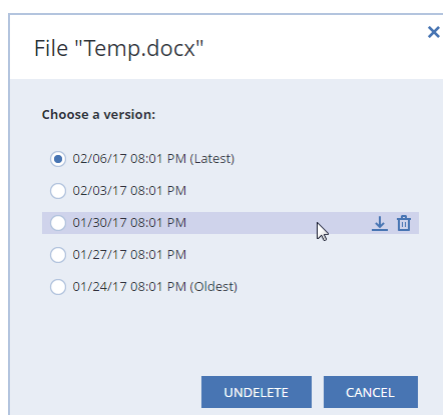 File "Temp.docx"
Choose a version:
02/06/17 08:01 PM (Latest)
02/03/17 08:01 PM
01/30/17 08:01 PM
01/27/17 08:01 PM
01/24/17 08:01 PM (Oldest)
UNDELETE CANCEL